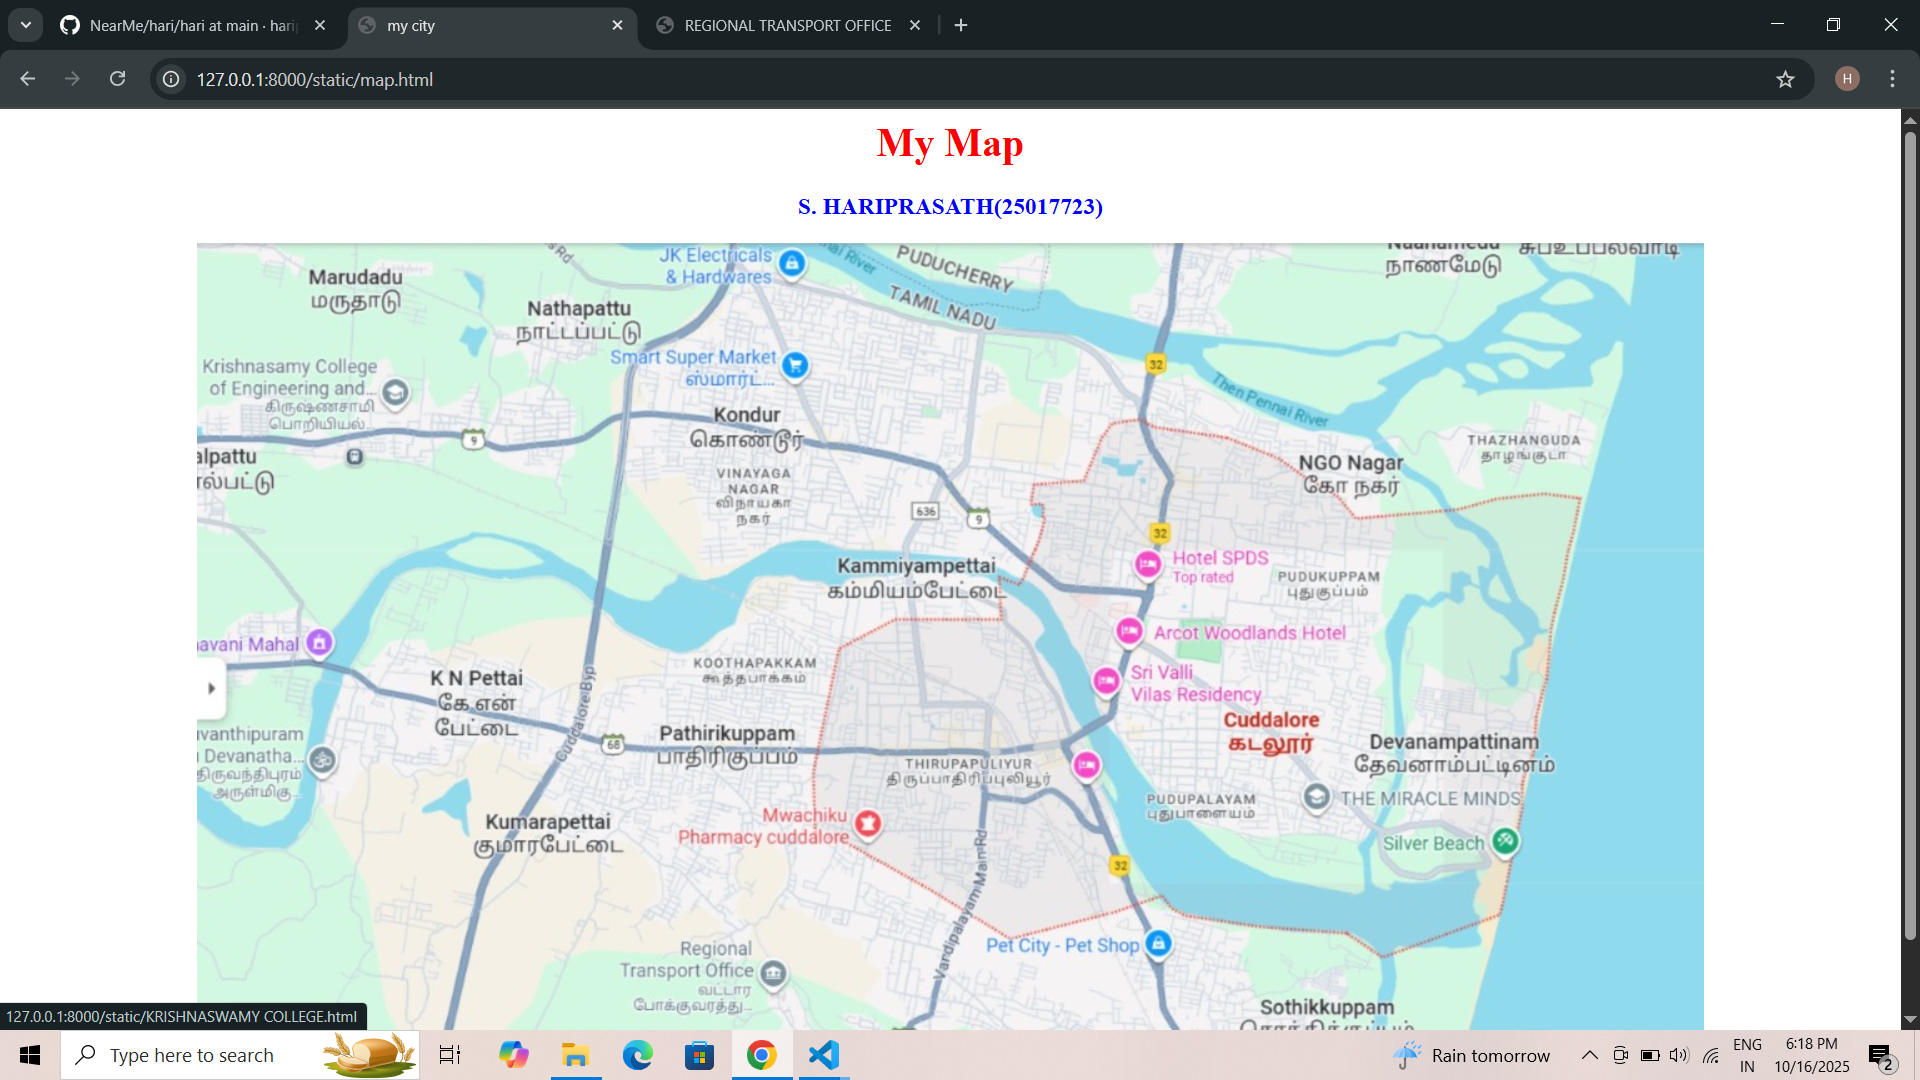 NearMe/hari/hari at main · hari
my city
REGIONAL TRANSPORT OFFICE
127.0.0.1:8000/static/map.html
H
My Map
S. HARIPRASATH(25017723)
JK Electricals
& Hardwares
PUDUCHERRY
TAMIL NADU
நாணமேடு
Marudadu
மருதாடு
Nathapattu
நாட்டப்பட்டு
Smart Super Market
ஸ்மார்ட்...
32
Then Pennai River
Krishnasamy College
of Engineering and...
கிருஷ்ணசாமி
பொறியியல்...
Kondur
கொண்டூர்
9
THAZHANGUDA
தாழங்குடா
alpattu
ால்பட்டு
VINAYAGA
NAGAR
விநாயகா
நகர்
NGO Nagar
கோ நகர்
636
9
32
Kammiyampettai
கம்மியம்பேட்டை
Hotel SPDS
Top rated
PUDUKUPPAM
புதுகுப்பம்
avani Mahal
Arcot Woodlands Hotel
K N Pettai
கே.என்
பேட்டை
KOOTHAPAKKAM
கூத்தபாக்கம்
Sri Valli
Vilas Residency
Cuddalore Byp
Cuddalore
கடலூர்
uvanthipuram
Devanatha...
திருவந்திபுரம்
அருள்மிகு...
68
Pathirikuppam
பாதிரிகுப்பம்
THIRUPAPULIYUR
திருப்பாதிரிப்புலியூர்
Devanampattinam
தேவனாம்பட்டினம்
PUDUPALAYAM
புதுபாளையம்
THE MIRACLE MINDS
Kumarapettai
குமாரபேட்டை
Mwachiku
Pharmacy cuddalore
Silver Beach
32
Vardipalayam Main Rd
Pet City - Pet Shop
Regional
Transport Office
வட்டார
போக்குவரத்து...
Sothikkuppam
127.0.0.1:8000/static/KRISHNASWAMY COLLEGE.html
Type here to search
Rain tomorrow
ENG
IN
6:18 PM
10/16/2025
2